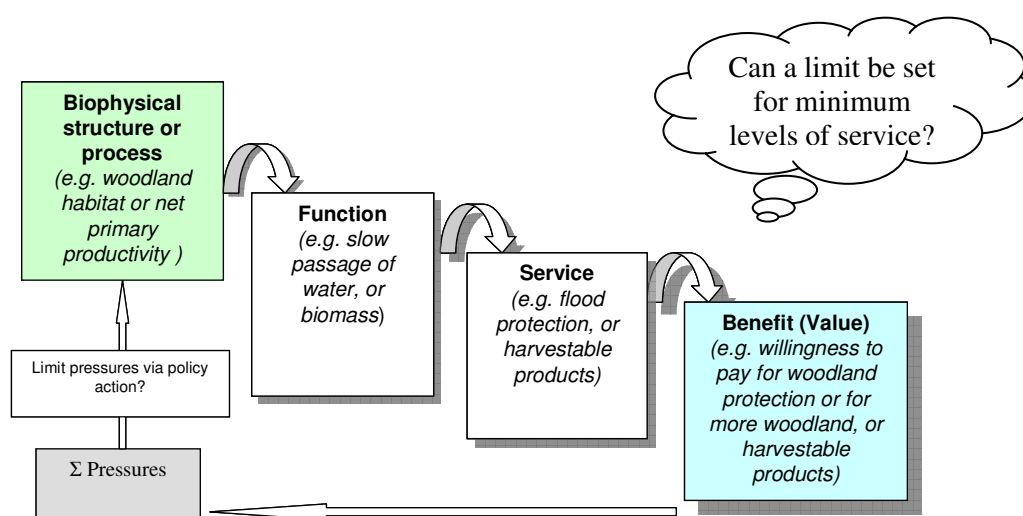 Can a limit be set
for minimum
levels of service?
Biophysical
structure or
process
(e.g. woodland
habitat or net
primary
productivity )
Function
(e.g. slow
passage of
water, or
biomass)
Service
(e.g. flood
protection, or
harvestable
products)
Benefit (Value)
(e.g. willingness to
pay for woodland
protection or for
more woodland, or
harvestable
products)
Limit pressures via policy
action?
Σ Pressures